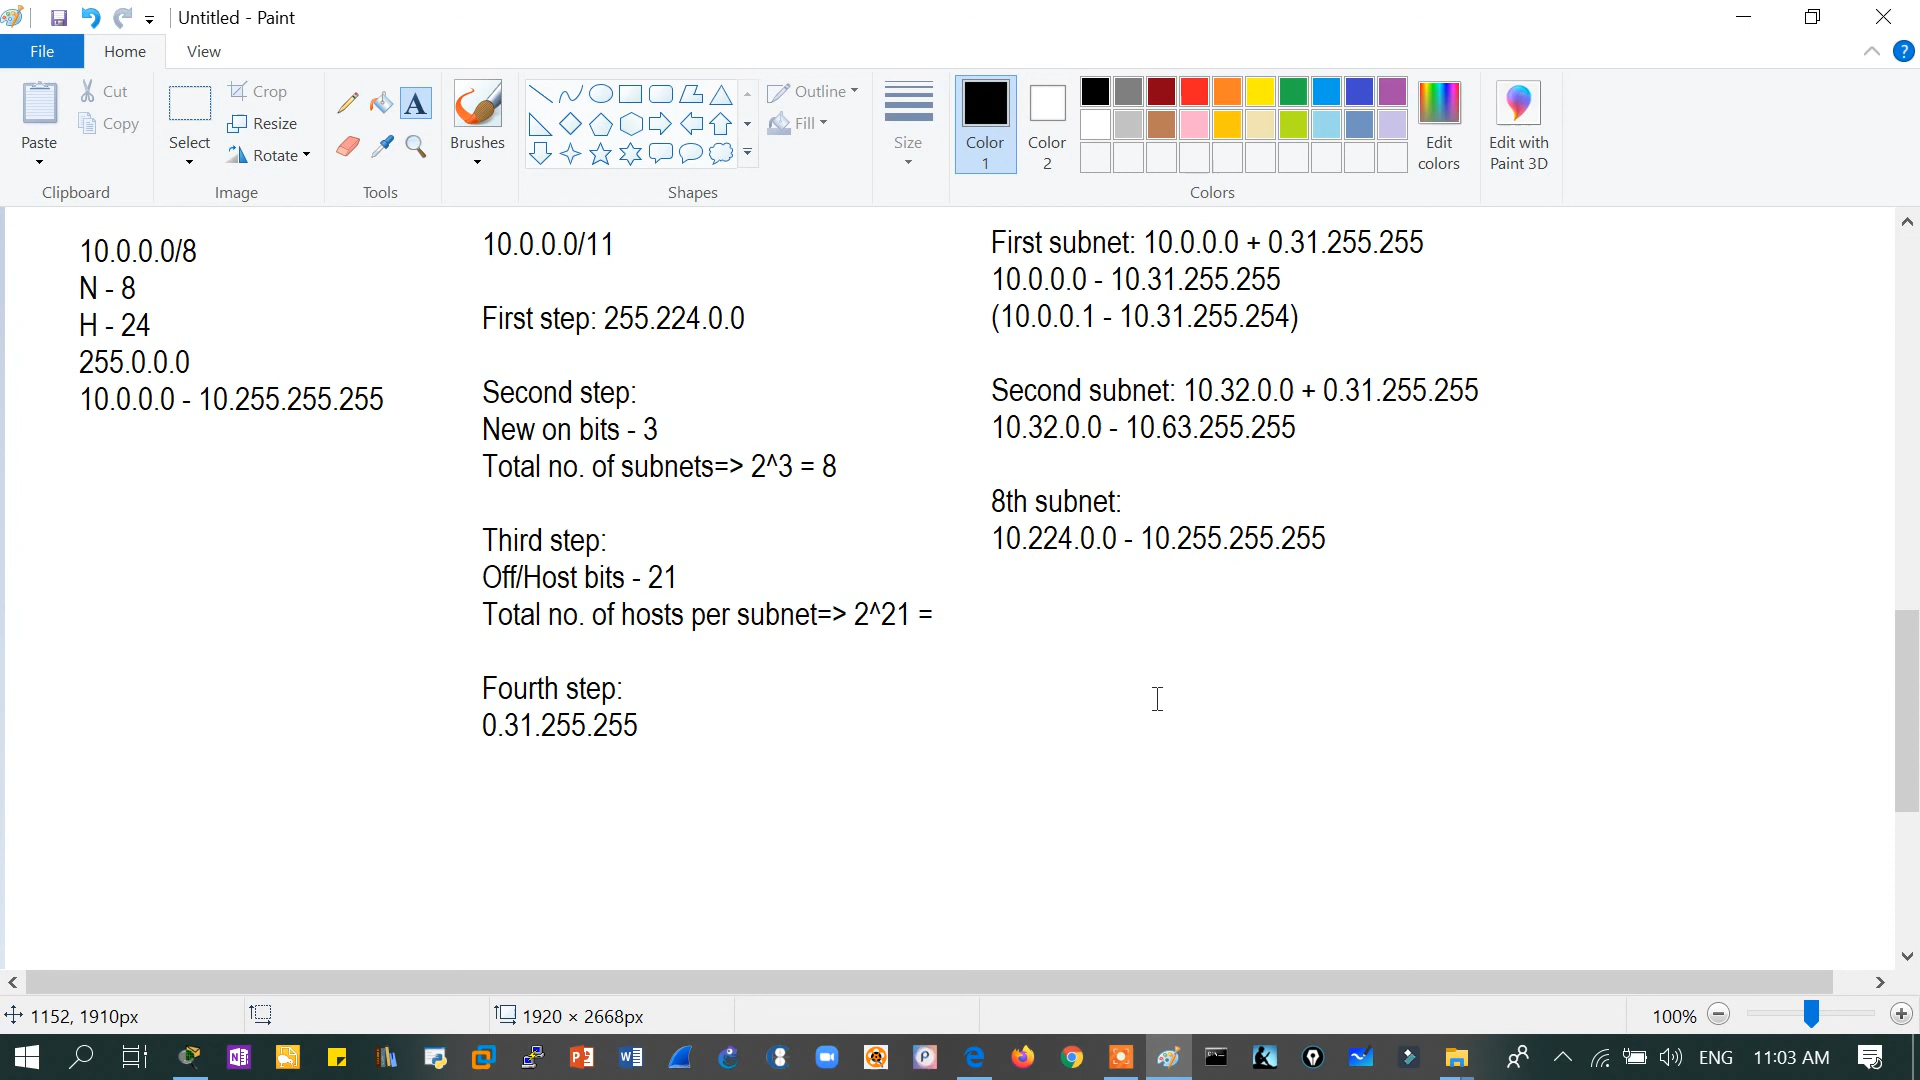 Untitled - Paint
File
Home
View
Paste
Cut
Copy
Clipboard
Select
Crop
Resize
Rotate
Image
Tools
Brushes
Shapes
Outline
Fill
Size
Color
1
Color
2
Edit
colors
Colors
Edit with
Paint 3D
10.0.0.0/8
N - 8
H - 24
255.0.0.0
10.0.0.0 - 10.255.255.255
10.0.0.0/11
First step: 255.224.0.0
Second step:
New on bits - 3
Total no. of subnets=> 2^3 = 8
Third step:
Off/Host bits - 21
Total no. of hosts per subnet=> 2^21 =
Fourth step:
0.31.255.255
First subnet: 10.0.0.0 + 0.31.255.255
10.0.0.0 - 10.31.255.255
(10.0.0.1 - 10.31.255.254)
Second subnet: 10.32.0.0 + 0.31.255.255
10.32.0.0 - 10.63.255.255
8th subnet:
10.224.0.0 - 10.255.255.255
1152, 1910px
1920 × 2668px
100%
ENG
11:03 AM